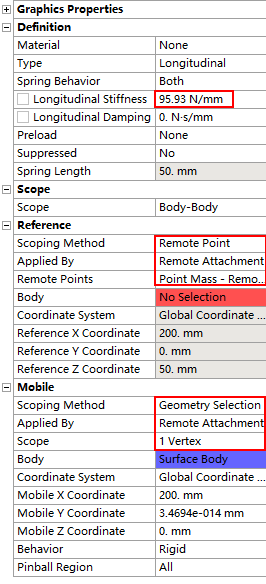 Graphics Properties
Definition
Material None
Type Longitudinal
Spring Behavior Both
Longitudinal Stiffness 95.93 N/mm
Longitudinal Damping 0. N·s/mm
Preload None
Suppressed No
Spring Length 50. mm
Scope
Scope Body-Body
Reference
Scoping Method Remote Point
Applied By Remote Attachment
Remote Points Point Mass - Remo...
Body No Selection
Coordinate System Global Coordinate ...
Reference X Coordinate 200. mm
Reference Y Coordinate 0. mm
Reference Z Coordinate 50. mm
Mobile
Scoping Method Geometry Selection
Applied By Remote Attachment
Scope 1 Vertex
Body Surface Body
Coordinate System Global Coordinate ...
Mobile X Coordinate 200. mm
Mobile Y Coordinate 3.4694e-014 mm
Mobile Z Coordinate 0. mm
Behavior Rigid
Pinball Region All